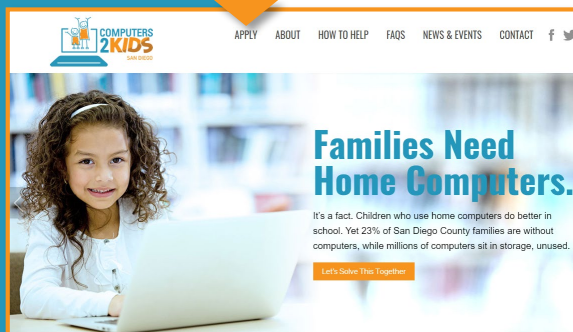 COMPUTERS
2KIDS
SAN DIEGO
APPLY ABOUT HOW TO HELP FAQS NEWS & EVENTS CONTACT
Families Need
Home Computers.
It's a fact. Children who use home computers do better in
school. Yet 23% of San Diego County families are without
computers, while millions of computers sit in storage, unused.
Let's Solve This Together